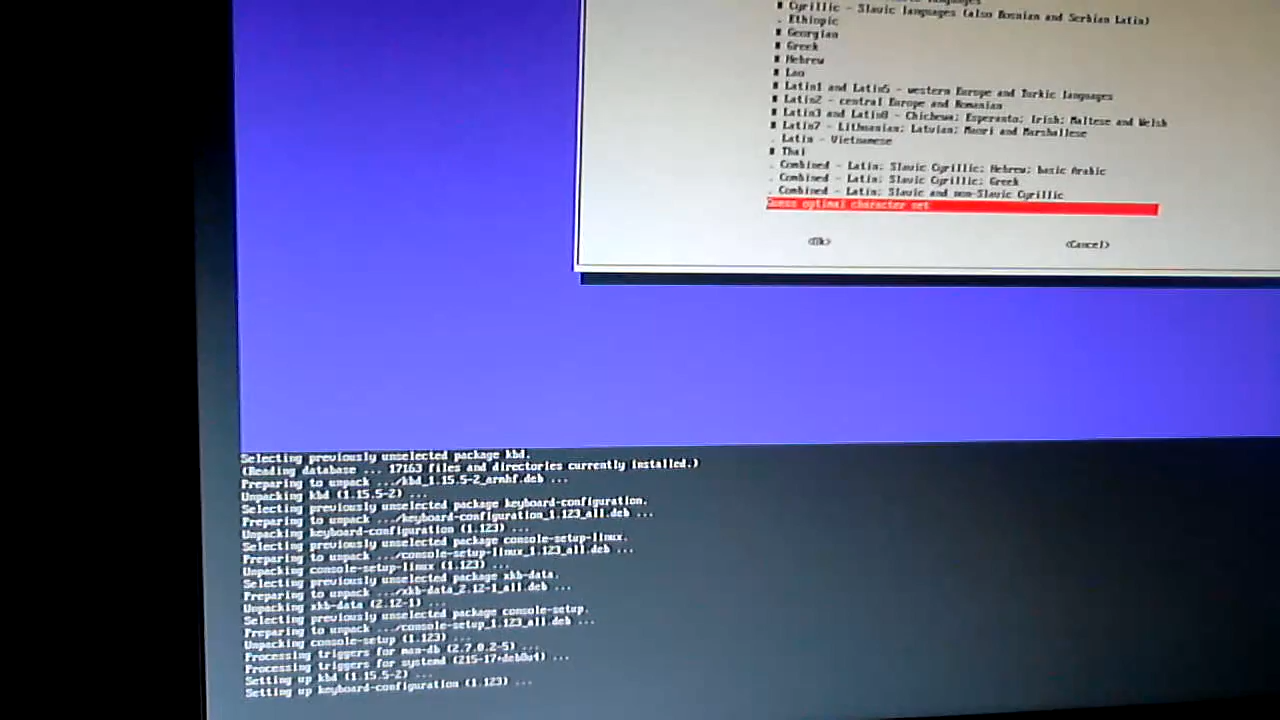 languages
# Cyrillic - Slavic languages (also Bosnian and Serbian Latin)
. Ethiopic
# Georgian
# Greek
# Hebrew
# Lao
# Latin1 and Latin5 - western Europe and Turkic languages
# Latin2 - central Europe and Romanian
# Latin3 and Latin8 - Chichewa; Esperanto; Irish; Maltese and Welsh
# Latin7 - Lithuanian; Latvian; Maori and Marshallese
. Latin - Vietnamese
# Thai
. Combined - Latin; Slavic Cyrillic; Hebrew; basic Arabic
. Combined - Latin; Slavic Cyrillic; Greek
. Combined - Latin; Slavic and non-Slavic Cyrillic
Guess optimal character set
<Ok> <Cancel>
Selecting previously unselected package kbd.
(Reading database ... 17163 files and directories currently installed.)
Preparing to unpack .../kbd_1.15.5-2_armhf.deb ...
Unpacking kbd (1.15.5-2) ...
Selecting previously unselected package keyboard-configuration.
Preparing to unpack .../keyboard-configuration_1.123_all.deb ...
Unpacking keyboard-configuration (1.123) ...
Selecting previously unselected package console-setup-linux.
Preparing to unpack .../console-setup-linux_1.123_all.deb ...
Unpacking console-setup-linux (1.123) ...
Selecting previously unselected package xkb-data.
Preparing to unpack .../xkb-data_2.12-1_all.deb ...
Unpacking xkb-data (2.12-1) ...
Selecting previously unselected package console-setup.
Preparing to unpack .../console-setup_1.123_all.deb ...
Unpacking console-setup (1.123) ...
Processing triggers for man-db (2.7.0.2-5) ...
Processing triggers for systemd (215-17+deb8u4) ...
Setting up kbd (1.15.5-2) ...
Setting up keyboard-configuration (1.123) ...